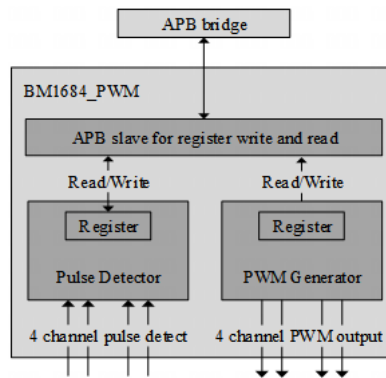 APB bridge
BM1684_PWM
APB slave for register write and read
Read/Write
Read/Write
Register
Register
Pulse Detector
PWM Generator
4 channel pulse detect
4 channel PWM output